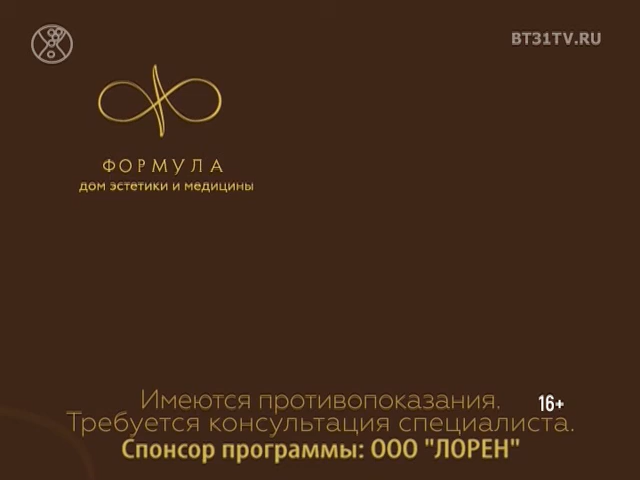 BT31TV.RU
ФОРМУЛА
дом эстетики и медицины
Имеются противопоказания.
16+
Требуется консультация специалиста.
Спонсор программы: ООО "ЛОРЕН"